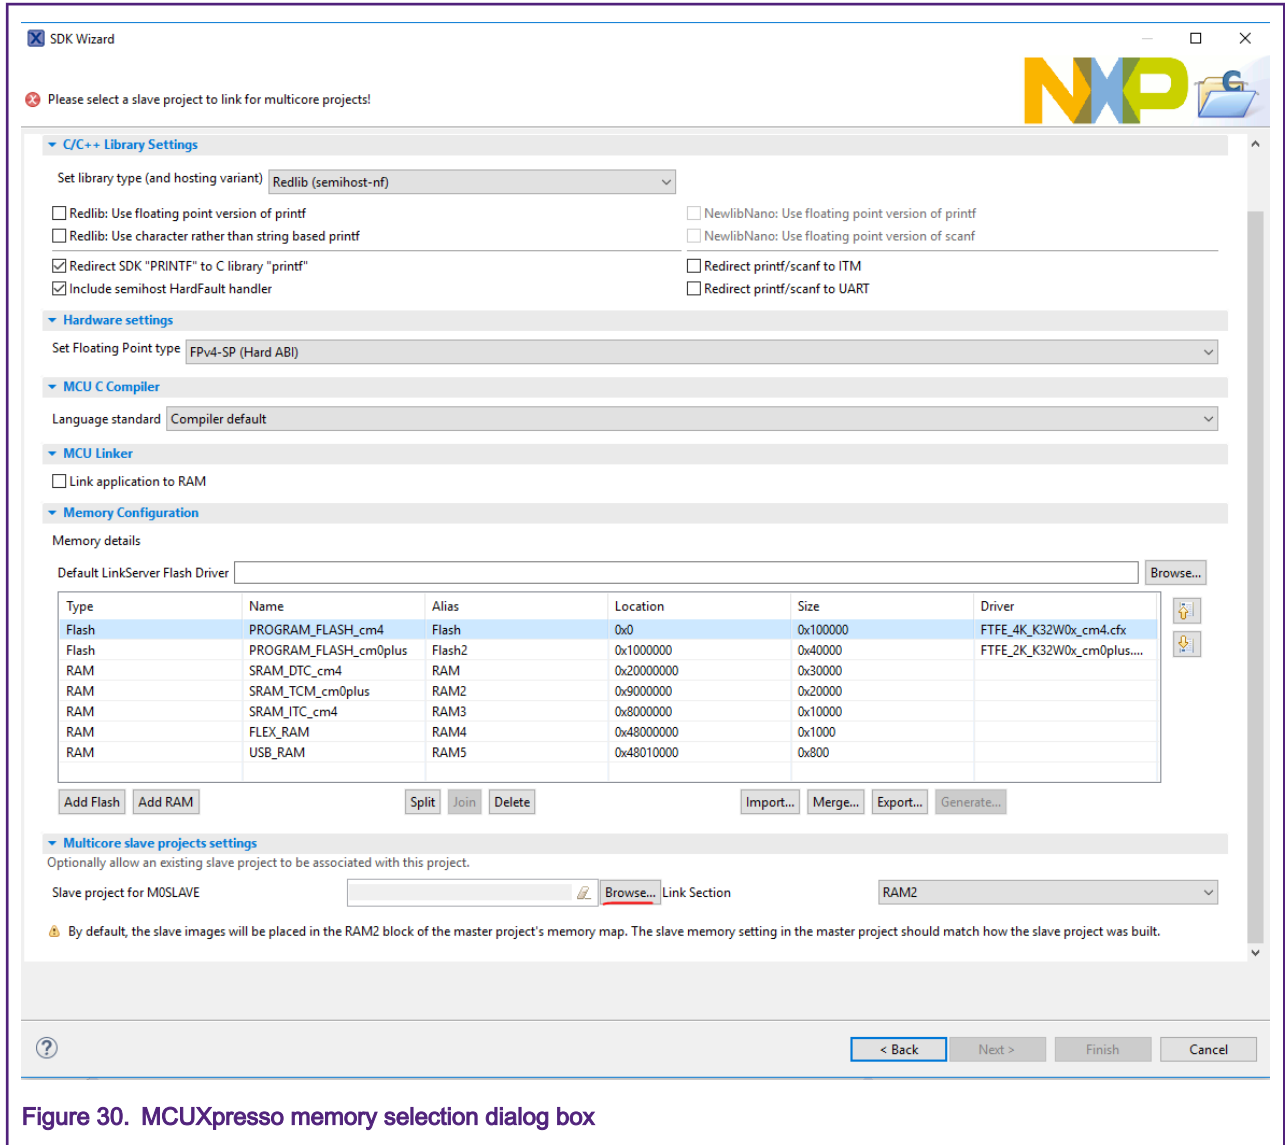 SDK Wizard
NXP
C
Please select a slave project to link for multicore projects!
C/C++ Library Settings
Set library type (and hosting variant) Redlib (semihost-nf)
Redlib: Use floating point version of printf NewlibNano: Use floating point version of printf
Redlib: Use character rather than string based printf NewlibNano: Use floating point version of scanf
Redirect SDK "PRINTF" to C library "printf" Redirect printf/scanf to ITM
Include semihost HardFault handler Redirect printf/scanf to UART
Hardware settings
Set Floating Point type FPv4-SP (Hard ABI)
MCU C Compiler
Language standard Compiler default
MCU Linker
Link application to RAM
Memory Configuration
Memory details
Default LinkServer Flash Driver Browse...
Type Name Alias Location Size Driver
Flash PROGRAM_FLASH_cm4 Flash 0x0 0x100000 FTFE_4K_K32W0x_cm4.cfx
Flash PROGRAM_FLASH_cm0plus Flash2 0x1000000 0x40000 FTFE_2K_K32W0x_cm0plus....
RAM SRAM_DTC_cm4 RAM 0x20000000 0x30000
RAM SRAM_TCM_cm0plus RAM2 0x9000000 0x20000
RAM SRAM_ITC_cm4 RAM3 0x8000000 0x10000
RAM FLEX_RAM RAM4 0x48000000 0x1000
RAM USB_RAM RAM5 0x48010000 0x800
Add Flash Add RAM Split Join Delete Import... Merge... Export... Generate...
Multicore slave projects settings
Optionally allow an existing slave project to be associated with this project.
Slave project for M0SLAVE Browse... Link Section RAM2
By default, the slave images will be placed in the RAM2 block of the master project's memory map. The slave memory setting in the master project should match how the slave project was built.
? < Back Next > Finish Cancel
Figure 30. MCUXpresso memory selection dialog box